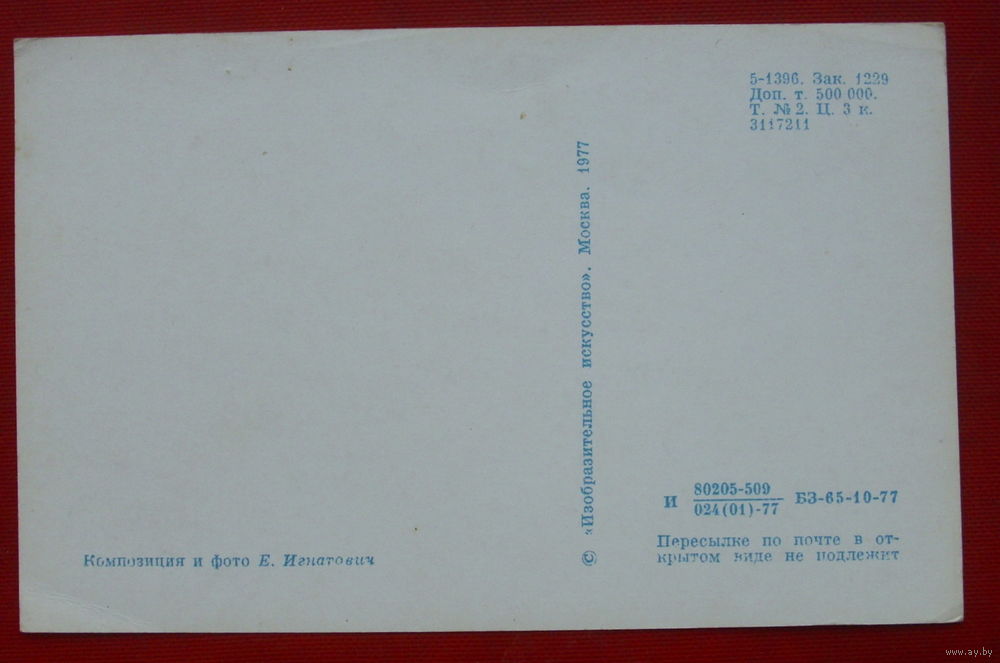 5-1396. Зак. 1229
Доп. т. 500 000.
Т. № 2. Ц. 3 к.
3117211
© «Изобразительное искусство». Москва. 1977
И 80205-509 БЗ-65-10-77
024(01)-77
Пересылке по почте в от-
крытом виде не подлежит
Композиция и фото Е. Игнатович
www.ay.by